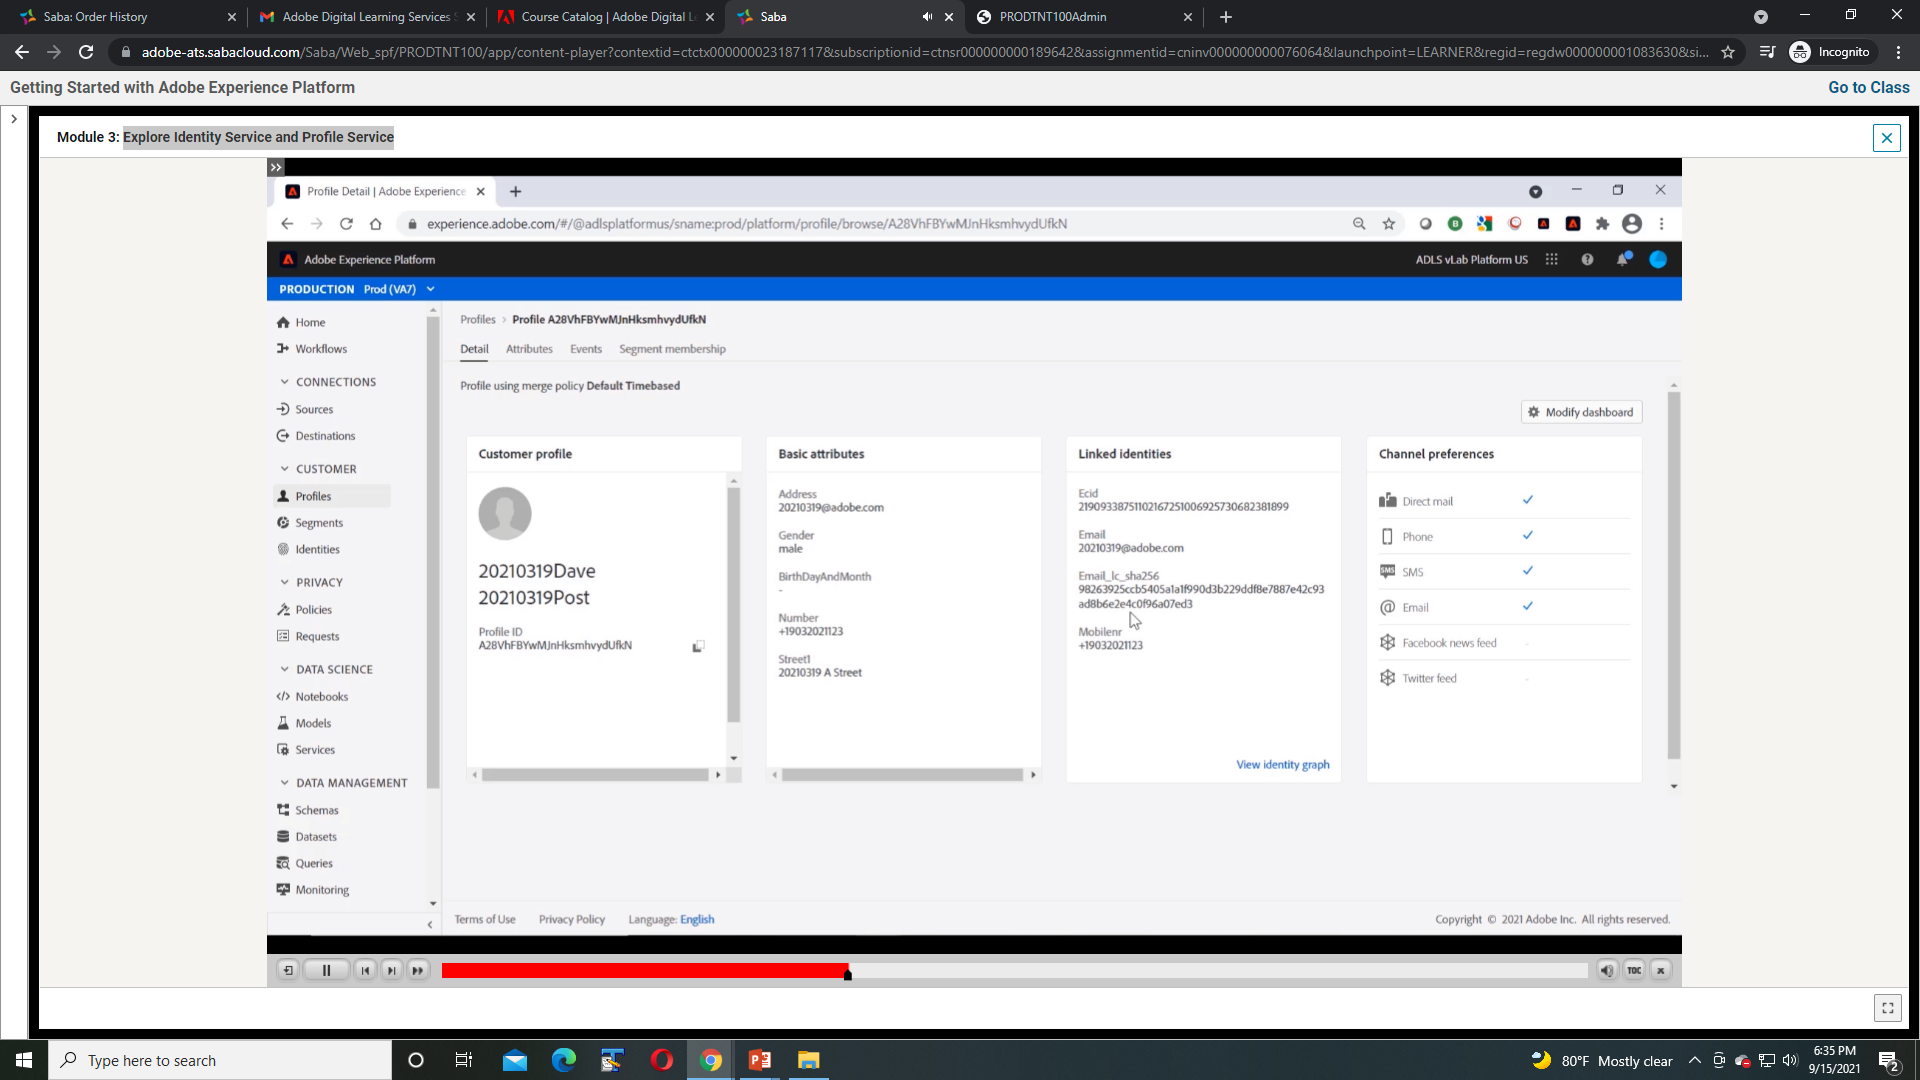 Saba: Order History
Adobe Digital Learning Services S
Course Catalog | Adobe Digital L
Saba
PRODTNT100Admin
adobe-ats.sabacloud.com/Saba/Web_spf/PRODTNT100/app/content-player?contextid=ctctx000000023187117&subscriptionid=ctnsr000000000189642&assignmentid=cninv000000000076064&launchpoint=LEARNER&regid=regdw000000001083630&si...
Incognito
Getting Started with Adobe Experience Platform
Go to Class
Module 3: Explore Identity Service and Profile Service
Profile Detail | Adobe Experience
experience.adobe.com/#/@adlsplatformus/sname:prod/platform/profile/browse/A28VhFBYwMJnHksmhvydUfkN
Adobe Experience Platform
ADLS vLab Platform US
PRODUCTION Prod (VA7)
Home
Workflows
CONNECTIONS
Sources
Destinations
CUSTOMER
Profiles
Segments
Identities
PRIVACY
Policies
Requests
DATA SCIENCE
Notebooks
Models
Services
DATA MANAGEMENT
Schemas
Datasets
Queries
Monitoring
Profiles > Profile A28VhFBYwMJnHksmhvydUfkN
Detail Attributes Events Segment membership
Profile using merge policy Default Timebased
Modify dashboard
Customer profile
20210319Dave
20210319Post
Profile ID
A28VhFBYwMJnHksmhvydUfkN
Basic attributes
Address
20210319@adobe.com
Gender
male
BirthDayAndMonth
-
Number
+19032021123
Street1
20210319 A Street
Linked identities
Ecid
21909338751102167251006925730682381899
Email
20210319@adobe.com
Email_lc_sha256
98263925ccb5405a1a1f990d3b229ddf8e7887e42c93
ad8b6e2e4c0f96a07ed3
Mobilenr
+19032021123
View identity graph
Channel preferences
Direct mail
Phone
SMS SMS
Email
Facebook news feed -
Twitter feed -
Terms of Use Privacy Policy Language: English
Copyright © 2021 Adobe Inc. All rights reserved.
TOC
Type here to search
80°F Mostly clear
6:35 PM
9/15/2021
2